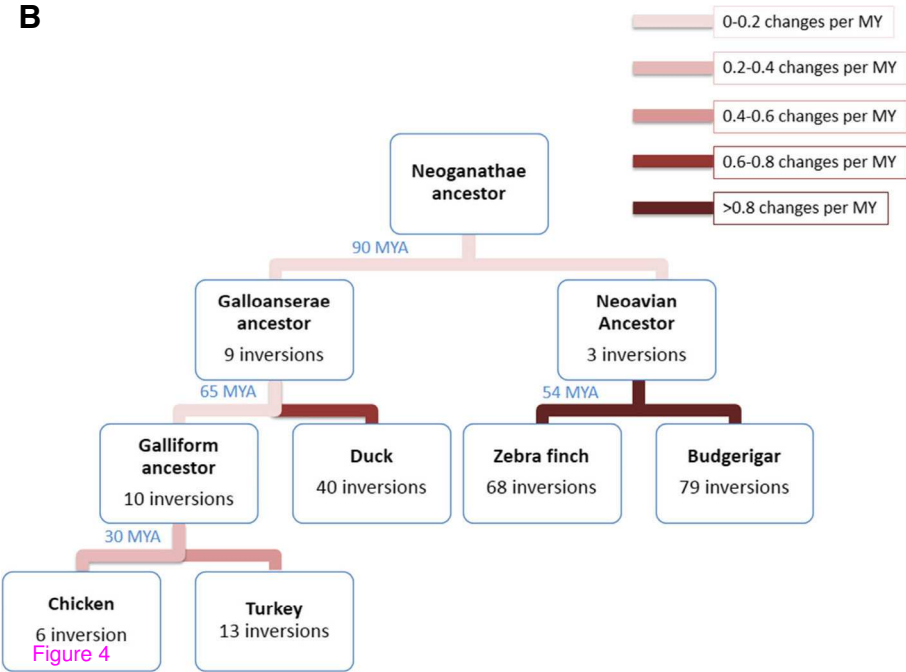 B
0-0.2 changes per MY
0.2-0.4 changes per MY
0.4-0.6 changes per MY
0.6-0.8 changes per MY
>0.8 changes per MY
Neoganathae
ancestor
90 MYA
Galloanserae
ancestor
9 inversions
Neoavian
Ancestor
3 inversions
65 MYA
54 MYA
Galliform
ancestor
10 inversions
Duck
40 inversions
Zebra finch
68 inversions
Budgerigar
79 inversions
30 MYA
Chicken
6 inversion
Turkey
13 inversions
Figure 4